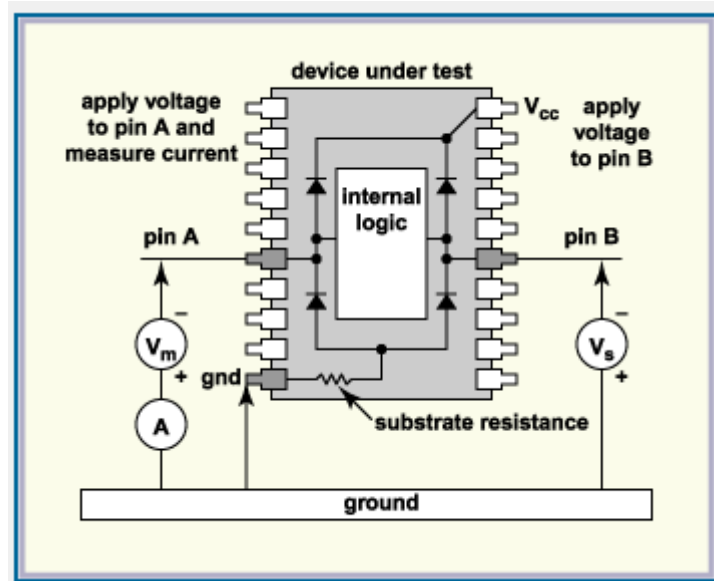 device under test
apply voltage
to pin A and
measure current
Vcc
apply
voltage
to pin B
internal
logic
pin A
pin B
−
Vm
+
A
−
Vs
+
gnd
substrate resistance
ground